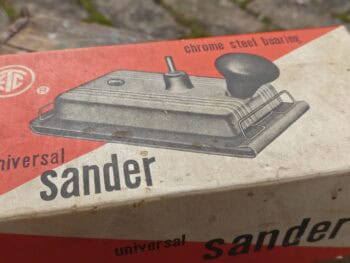 chrome steel bearing
®
universal
sander
universal sander